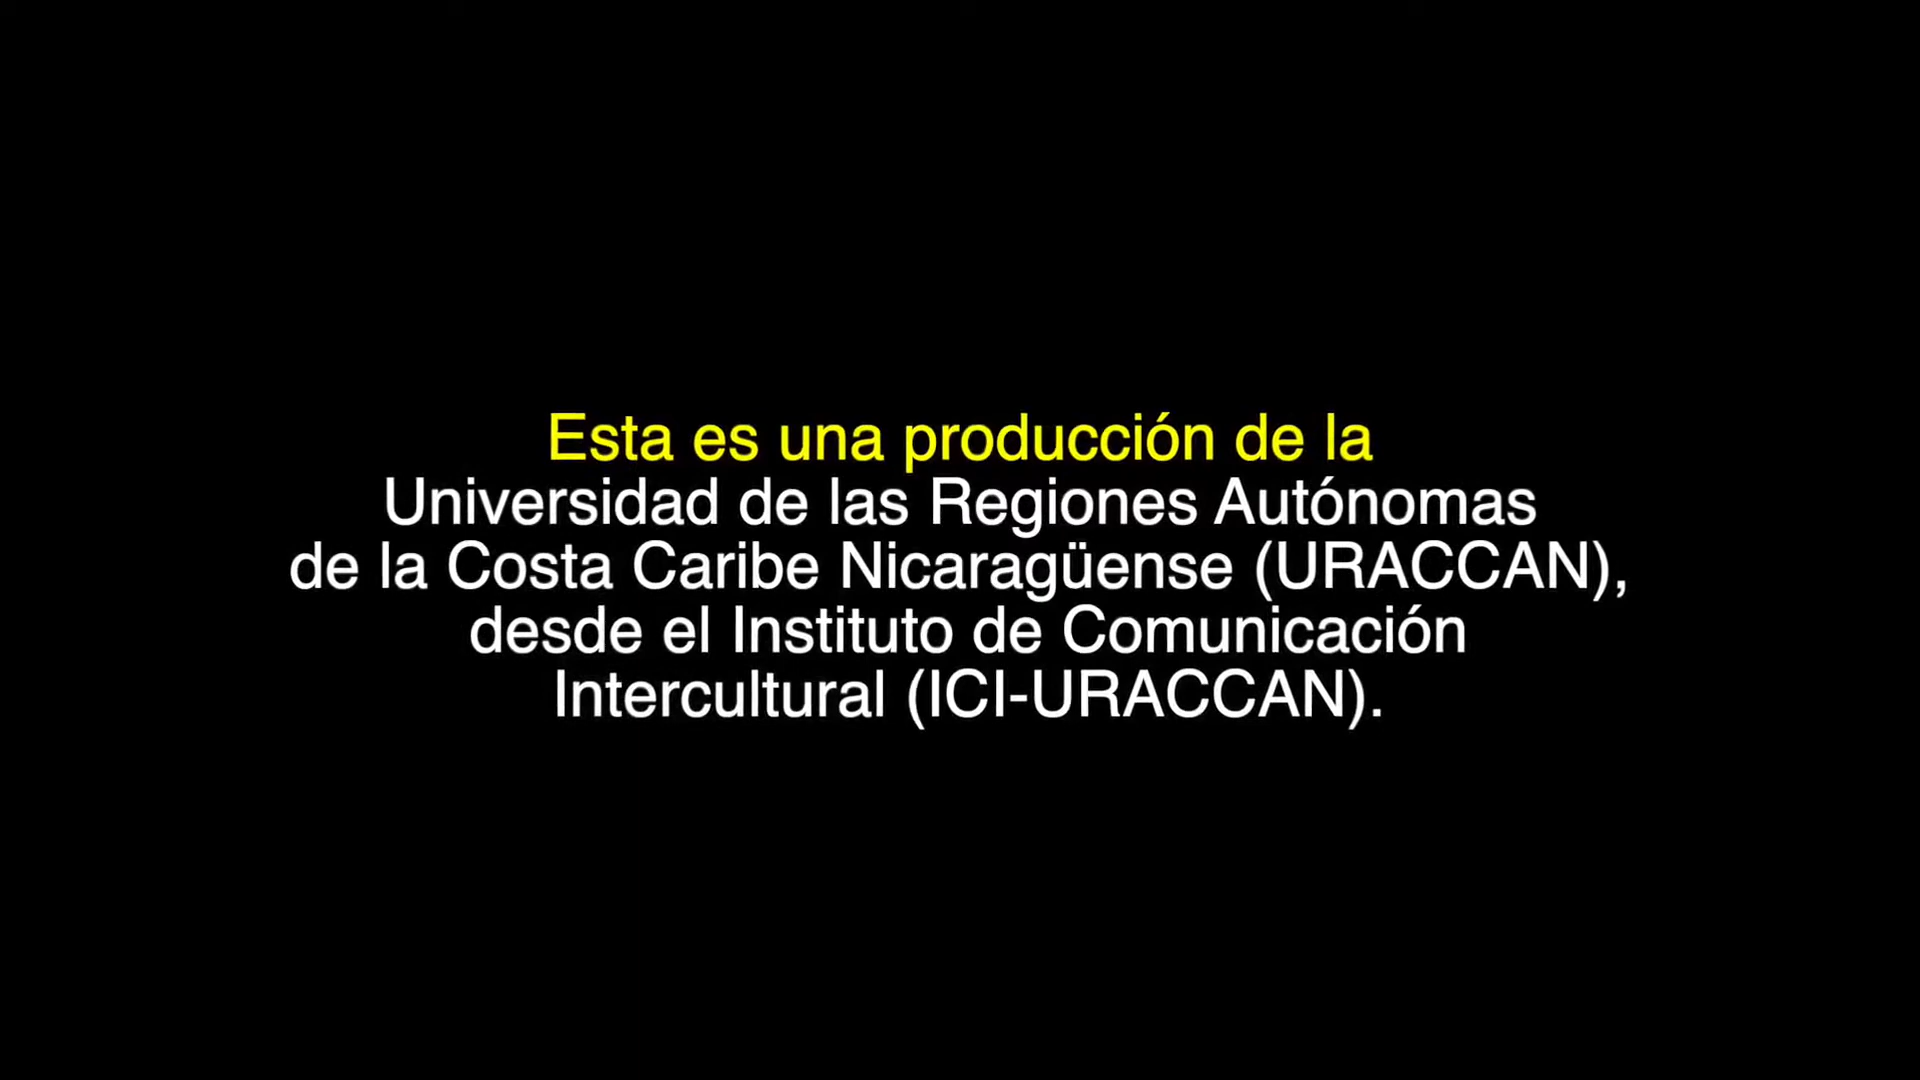 Esta es una producción de la
Universidad de las Regiones Autónomas
de la Costa Caribe Nicaragüense (URACCAN),
desde el Instituto de Comunicación
Intercultural (ICI-URACCAN).